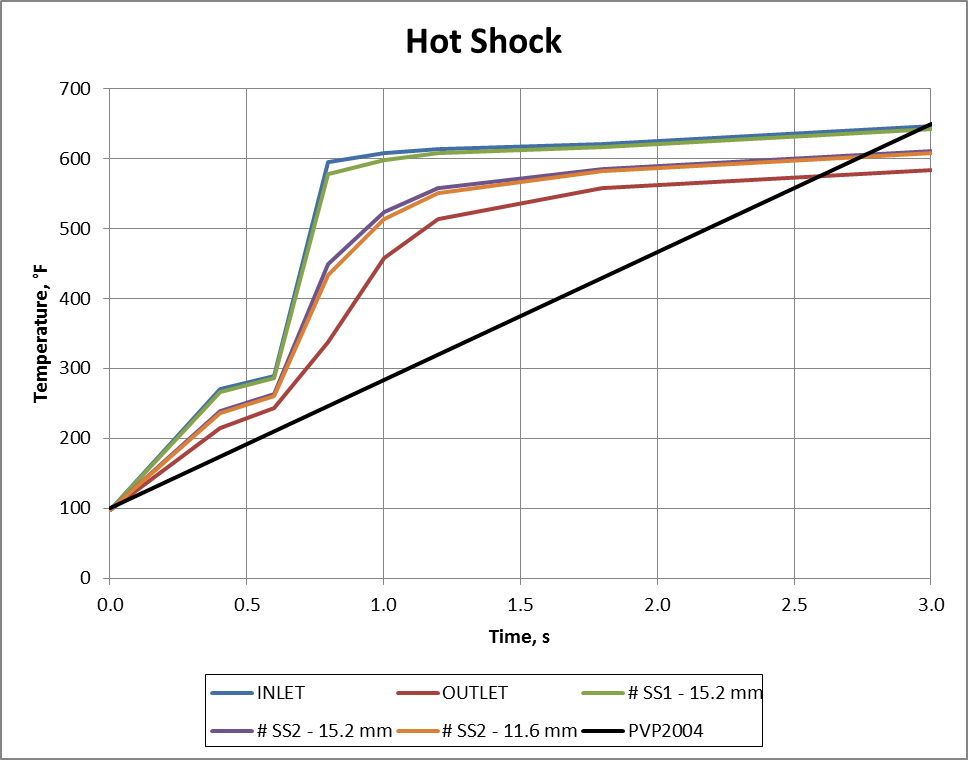 Hot Shock
700
600
500
400
300
200
100
0
Temperature, °F
0.0 0.5 1.0 1.5 2.0 2.5 3.0
Time, s
INLET OUTLET # SS1 - 15.2 mm
# SS2 - 15.2 mm # SS2 - 11.6 mm PVP2004